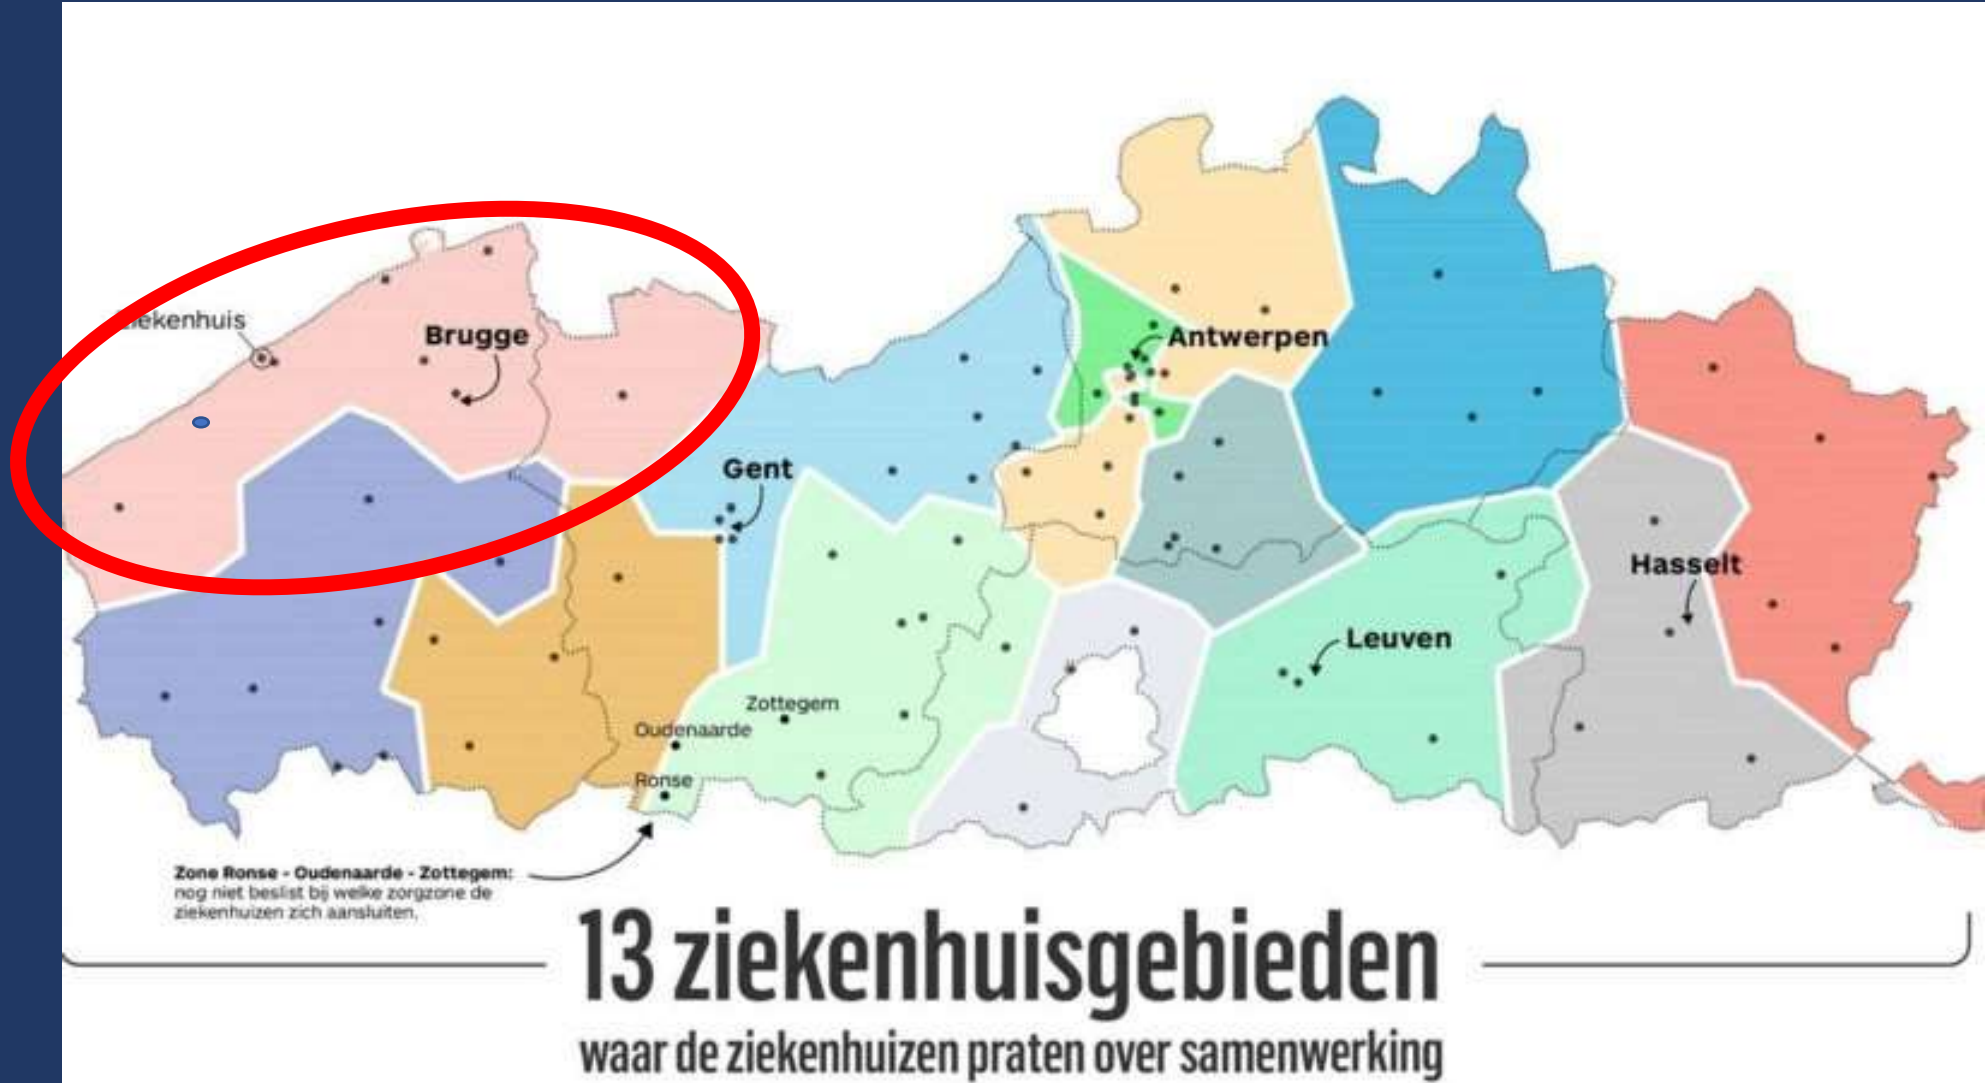 Ziekenhuis
Brugge
Antwerpen
Gent
Hasselt
Leuven
Zottegem
Oudenaarde
Ronse
Zone Ronse - Oudenaarde - Zottegem:
nog niet beslist bij welke zorgzone de
ziekenhuizen zich aansluiten.
13 ziekenhuisgebieden
waar de ziekenhuizen praten over samenwerking